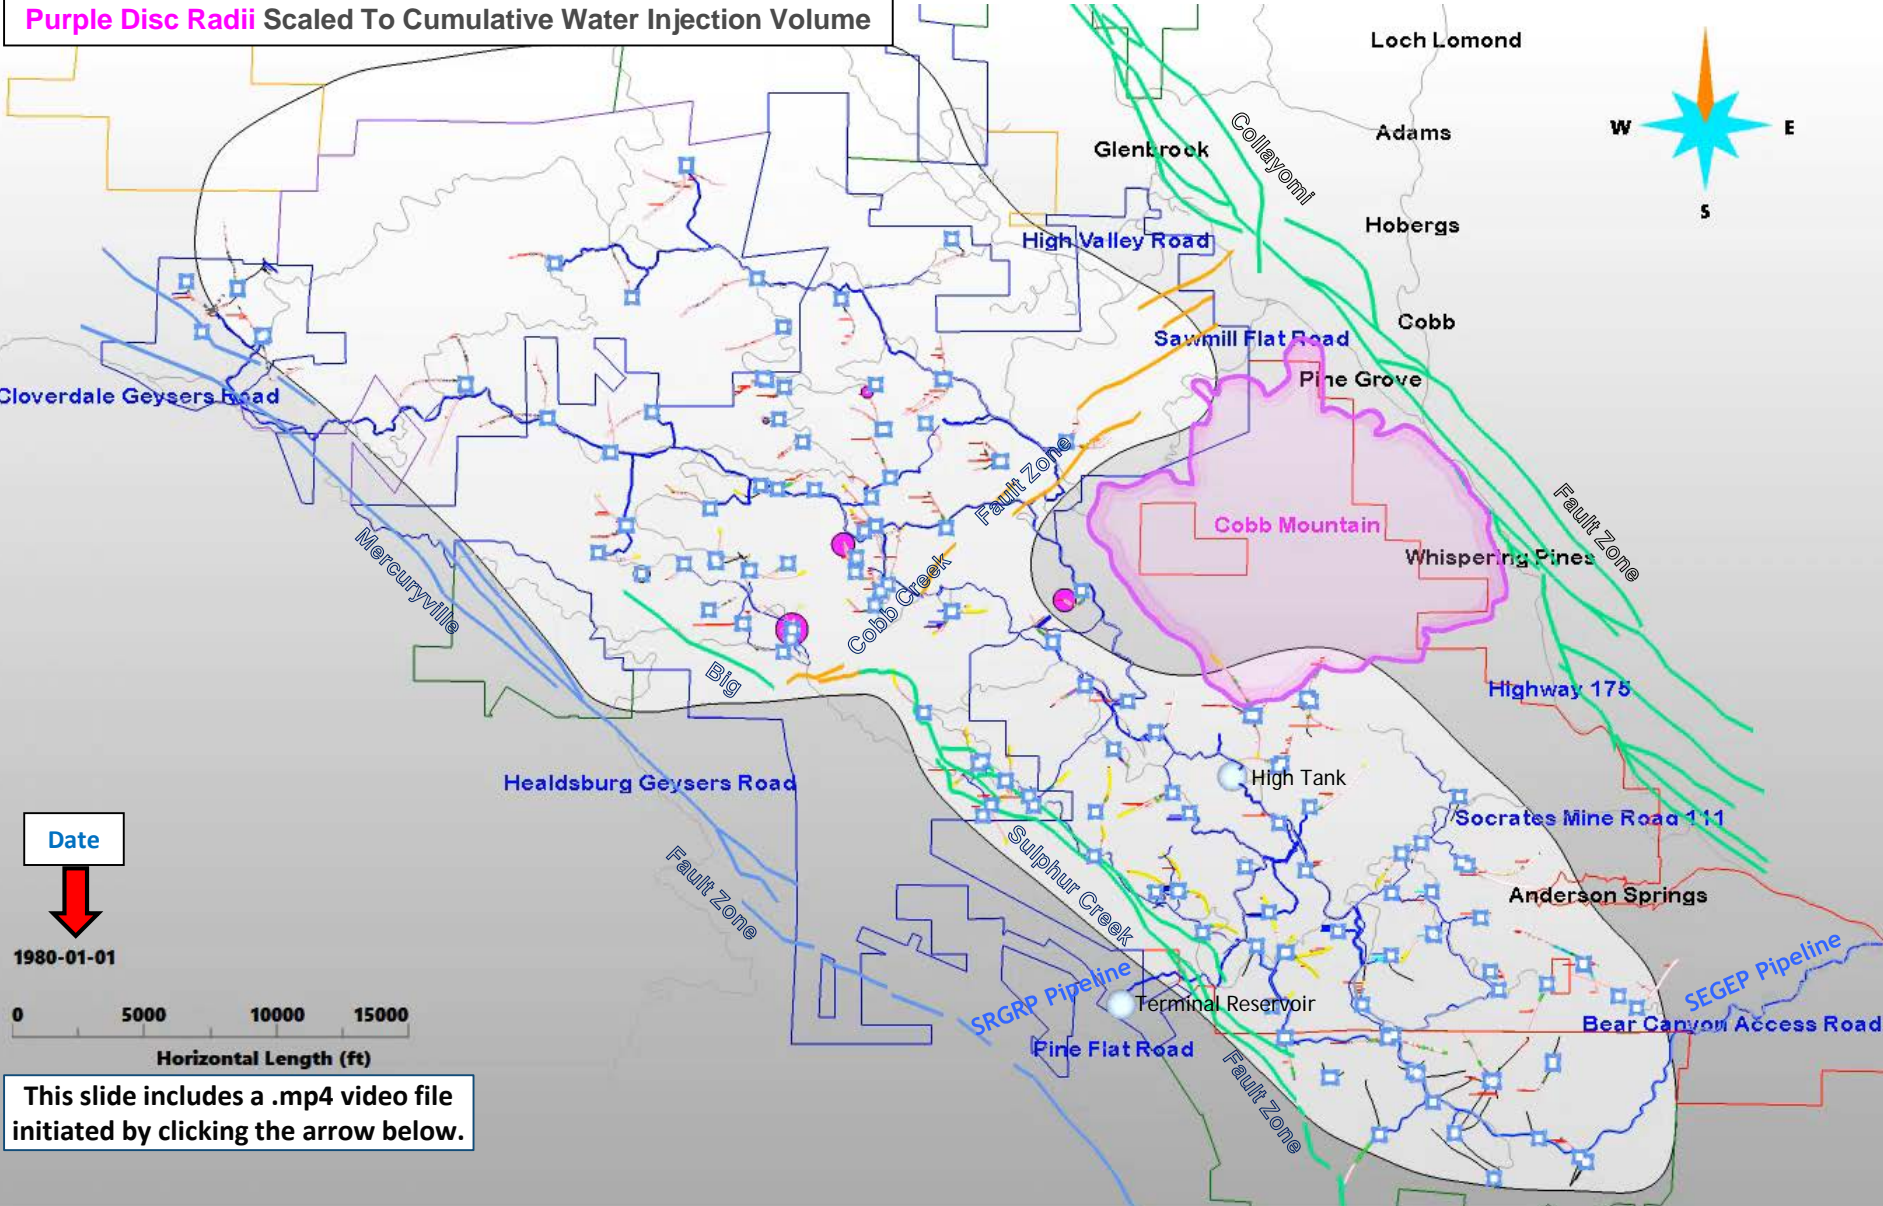 Purple Disc Radii Scaled To Cumulative Water Injection Volume
Loch Lomond
Adams
W E
S
Glenbrook
Collayomi
Hobergs
High Valley Road
Cobb
Sawmill Flat Road
Pine Grove
Cloverdale Geysers Road
Fault Zone
Fault Zone
Cobb Mountain
Whispering Pines
Mercuryville
Cobb Creek
Big
Highway 175
Healdsburg Geysers Road
High Tank
Socrates Mine Road 111
Date
Sulphur Creek
Fault Zone
Anderson Springs
1980-01-01
SRGRP Pipeline
SEGEP Pipeline
Terminal Reservoir
Bear Canyon Access Road
0 5000 10000 15000
Horizontal Length (ft)
Pine Flat Road
Fault Zone
This slide includes a .mp4 video file
initiated by clicking the arrow below.